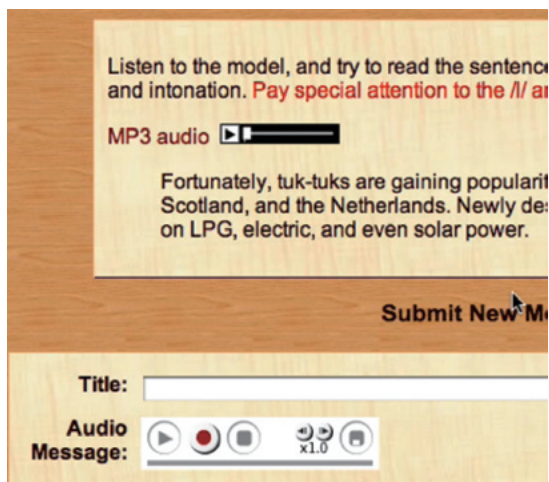 Listen to the model, and try to read the sentence
and intonation. Pay special attention to the /l/ an
MP3 audio
Fortunately, tuk-tuks are gaining popularit
Scotland, and the Netherlands. Newly de
on LPG, electric, and even solar power.
Submit New M
Title:
Audio
Message:
x1.0